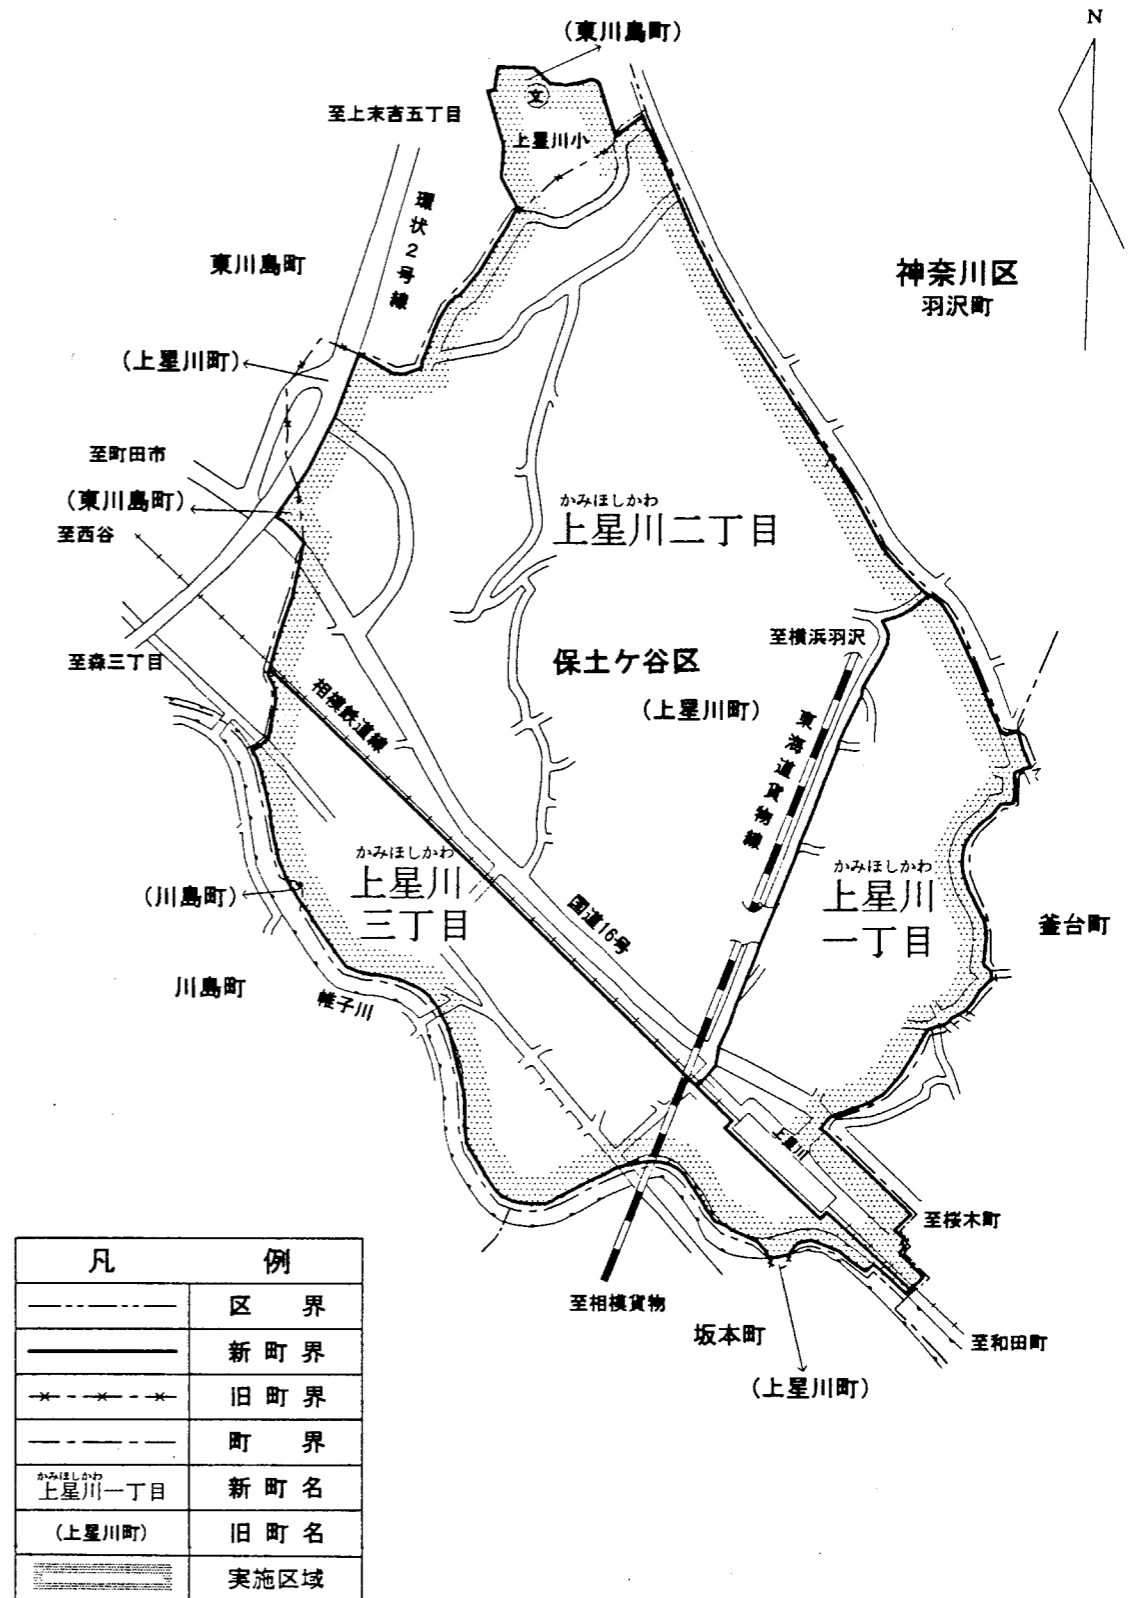 N
（東川島町）
至上末吉五丁目
文
上星川小
環状2号線
東川島町
神奈川区
羽沢町
（上星川町）
至町田市
（東川島町）
至西谷
かみほしかわ
上星川二丁目
至横浜羽沢
至森三丁目
保土ケ谷区
（上星川町）
相模鉄道線
東海道貨物線
かみほしかわ
上星川
三丁目
かみほしかわ
上星川
一丁目
（川島町）
国道16号
釜台町
川島町
帷子川
上星川
至桜木町
至相模貨物
坂本町
至和田町
（上星川町）
凡例
区界
新町界
旧町界
町界
かみほしかわ
上星川一丁目 新町名
（上星川町） 旧町名
実施区域